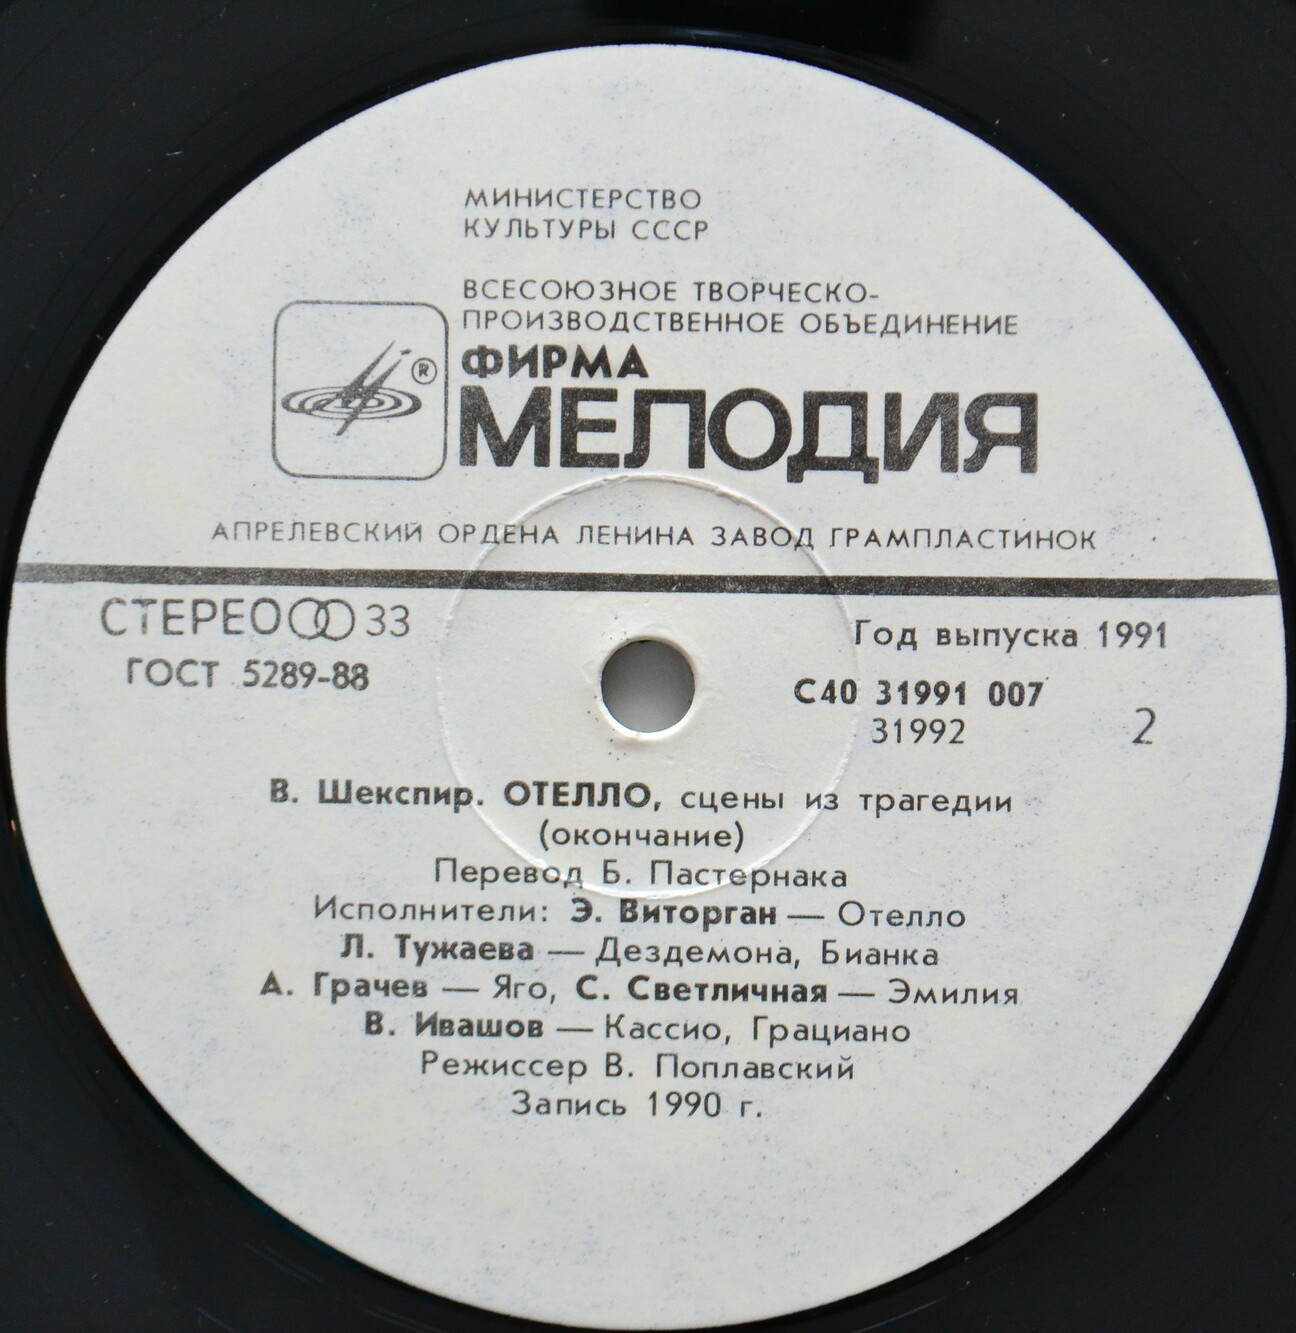 МИНИСТЕРСТВО
КУЛЬТУРЫ СССР
ВСЕСОЮЗНОЕ ТВОРЧЕСКО-
ПРОИЗВОДСТВЕННОЕ ОБЪЕДИНЕНИЕ
ФИРМА
®
МЕЛОДИЯ
АПРЕЛЕВСКИЙ ОРДЕНА ЛЕНИНА ЗАВОД ГРАМПЛАСТИНОК
СТЕРЕО 33
ГОСТ 5289-88
Год выпуска 1991
С40 31991 007
31992
2
В. Шекспир. ОТЕЛЛО, сцены из трагедии
(окончание)
Перевод Б. Пастернака
Исполнители: Э. Виторган — Отелло
Л. Тужаева — Дездемона, Бианка
А. Грачев — Яго, С. Светличная — Эмилия
В. Ивашов — Кассио, Грациано
Режиссер В. Поплавский
Запись 1990 г.